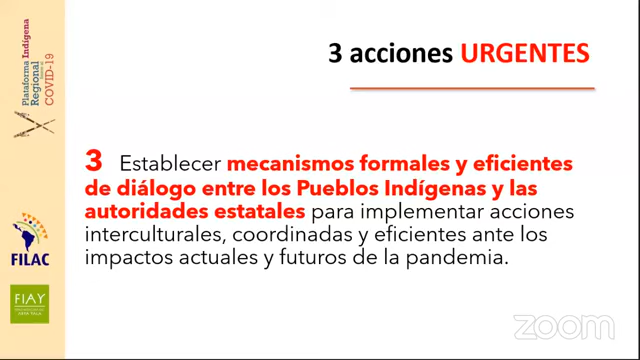 3 acciones URGENTES
Plataforma Indígena
Regional
COVID-19
3 Establecer mecanismos formales y eficientes
de diálogo entre los Pueblos Indígenas y las
autoridades estatales para implementar acciones
interculturales, coordinadas y eficientes ante los
impactos actuales y futuros de la pandemia.
FILAC
FIAY
zoom